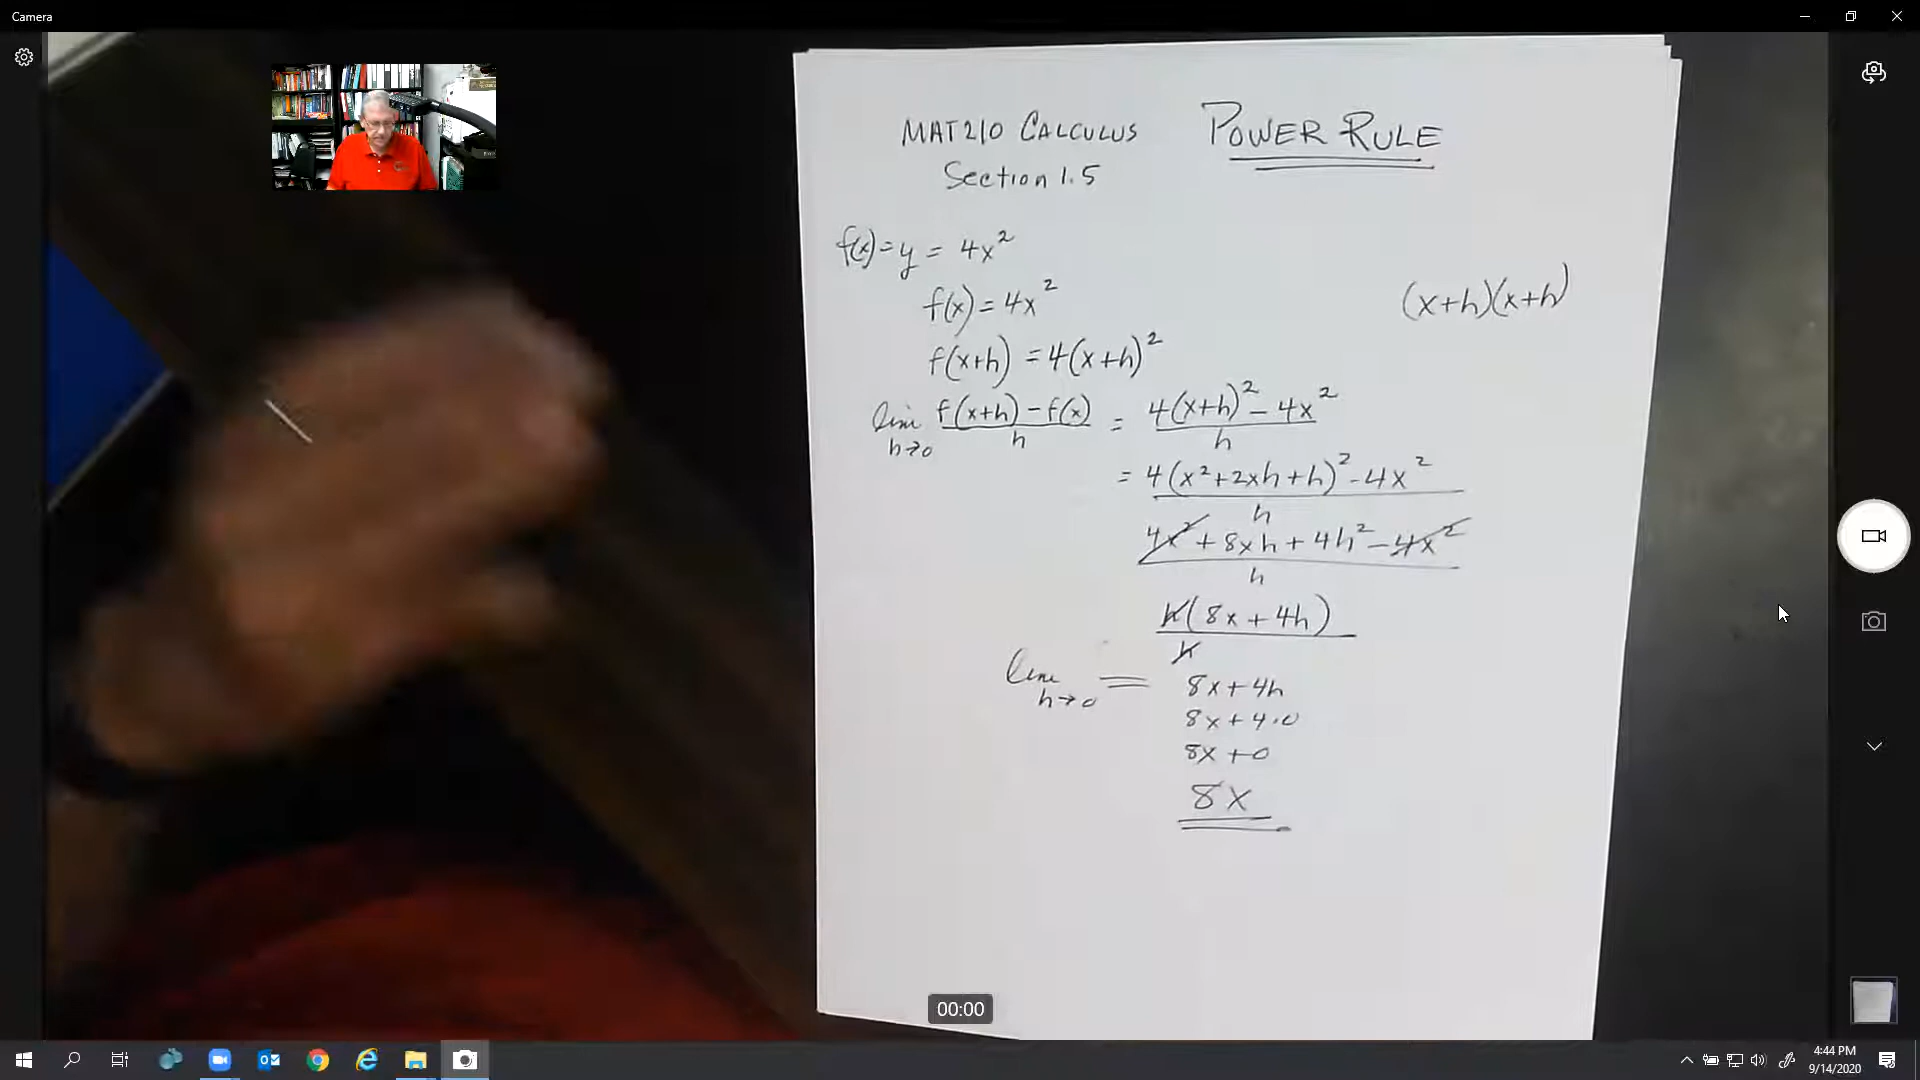 Camera
MAT210 CALCULUS POWER RULE
Section 1.5
f(x) = y = 4x²
f(x) = 4x²
(x+h)(x+h)
f(x+h) = 4(x+h)²
lim h→0 f(x+h) - f(x) / h = 4(x+h)² - 4x² / h
= 4(x²+2xh+h)² - 4x² / h
4x² + 8xh + 4h² - 4x² / h
h(8x + 4h) / h
lim h→0 = 8x + 4h
8x + 4·0
8x + 0
8x
00:00
4:44 PM
9/14/2020